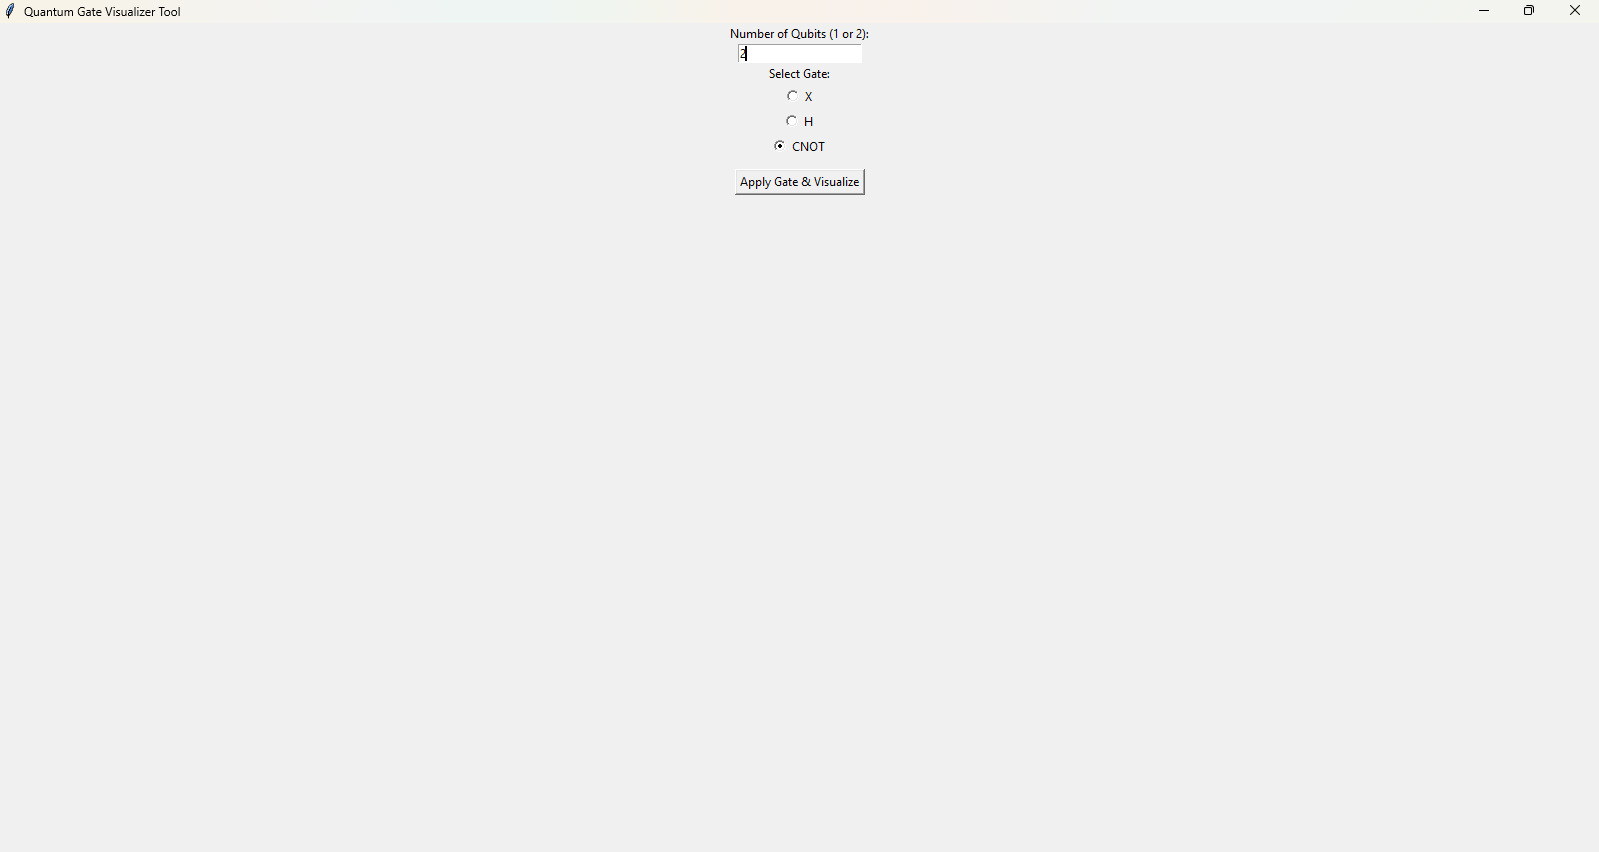 Quantum Gate Visualizer Tool
Number of Qubits (1 or 2):
2
Select Gate:
X
H
CNOT
Apply Gate & Visualize